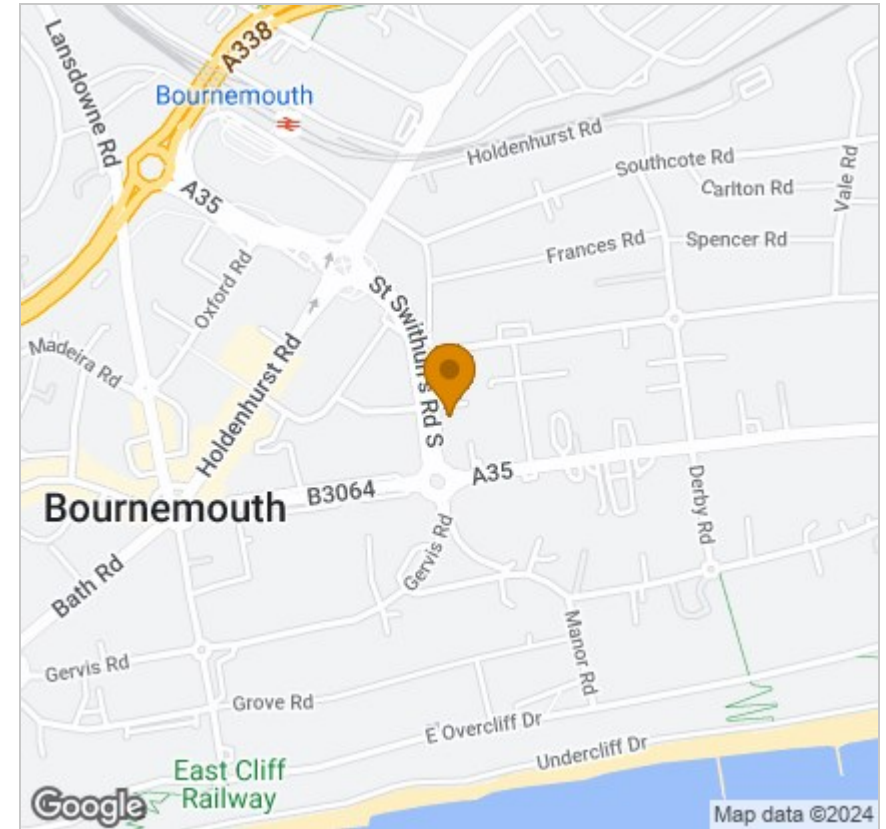 Lansdowne Rd
A338
Bournemouth
Holdenhurst Rd
Southcote Rd
Carlton Rd
Vale Rd
A35
Frances Rd
Spencer Rd
Oxford Rd
St Swithun's Rd S
Madeira Rd
Holdenhurst Rd
A35
B3064
Bournemouth
Derby Rd
Gervis Rd
Bath Rd
Manor Rd
Gervis Rd
Grove Rd
E Overcliff Dr
Undercliff Dr
East Cliff
Railway
Google
Map data ©2024